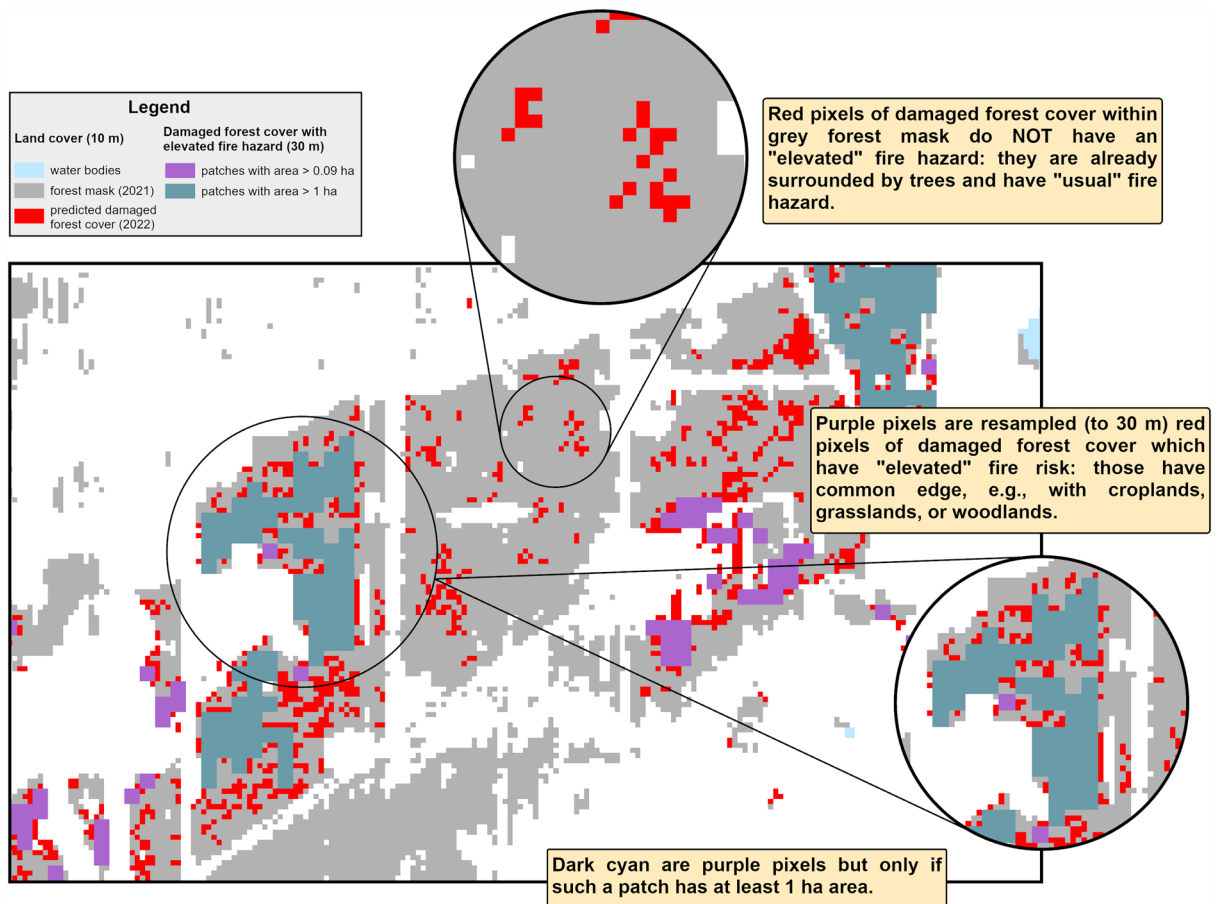 Legend
Land cover (10 m)
water bodies
forest mask (2021)
predicted damaged
forest cover (2022)
Damaged forest cover with
elevated fire hazard (30 m)
patches with area > 0.09 ha
patches with area > 1 ha
Red pixels of damaged forest cover within
grey forest mask do NOT have an
"elevated" fire hazard: they are already
surrounded by trees and have "usual" fire
hazard.
Purple pixels are resampled (to 30 m) red
pixels of damaged forest cover which
have "elevated" fire risk: those have
common edge, e.g., with croplands,
grasslands, or woodlands.
Dark cyan are purple pixels but only if
such a patch has at least 1 ha area.